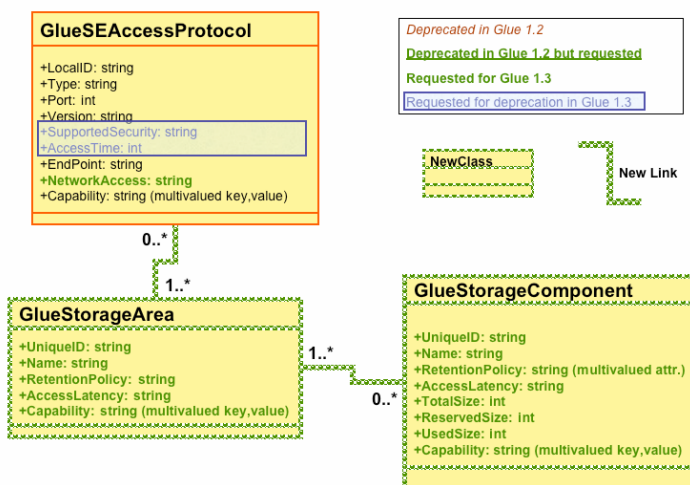 GlueSEAccessProtocol
+LocalID: string
+Type: string
+Port: int
+Version: string
+SupportedSecurity: string
+AccessTime: int
+EndPoint: string
+NetworkAccess: string
+Capability: string (multivalued key,value)
Deprecated in Glue 1.2
Deprecated in Glue 1.2 but requested
Requested for Glue 1.3
Requested for deprecation in Glue 1.3
NewClass
New Link
0..*
1..*
GlueStorageArea
+UniqueID: string
+Name: string
+RetentionPolicy: string
+AccessLatency: string
+Capability: string (multivalued key,value)
1..*
0..*
GlueStorageComponent
+UniqueID: string
+Name: string
+RetentionPolicy: string (multivalued attr.)
+AccessLatency: string
+TotalSize: int
+ReservedSize: int
+UsedSize: int
+Capability: string (multivalued key,value)